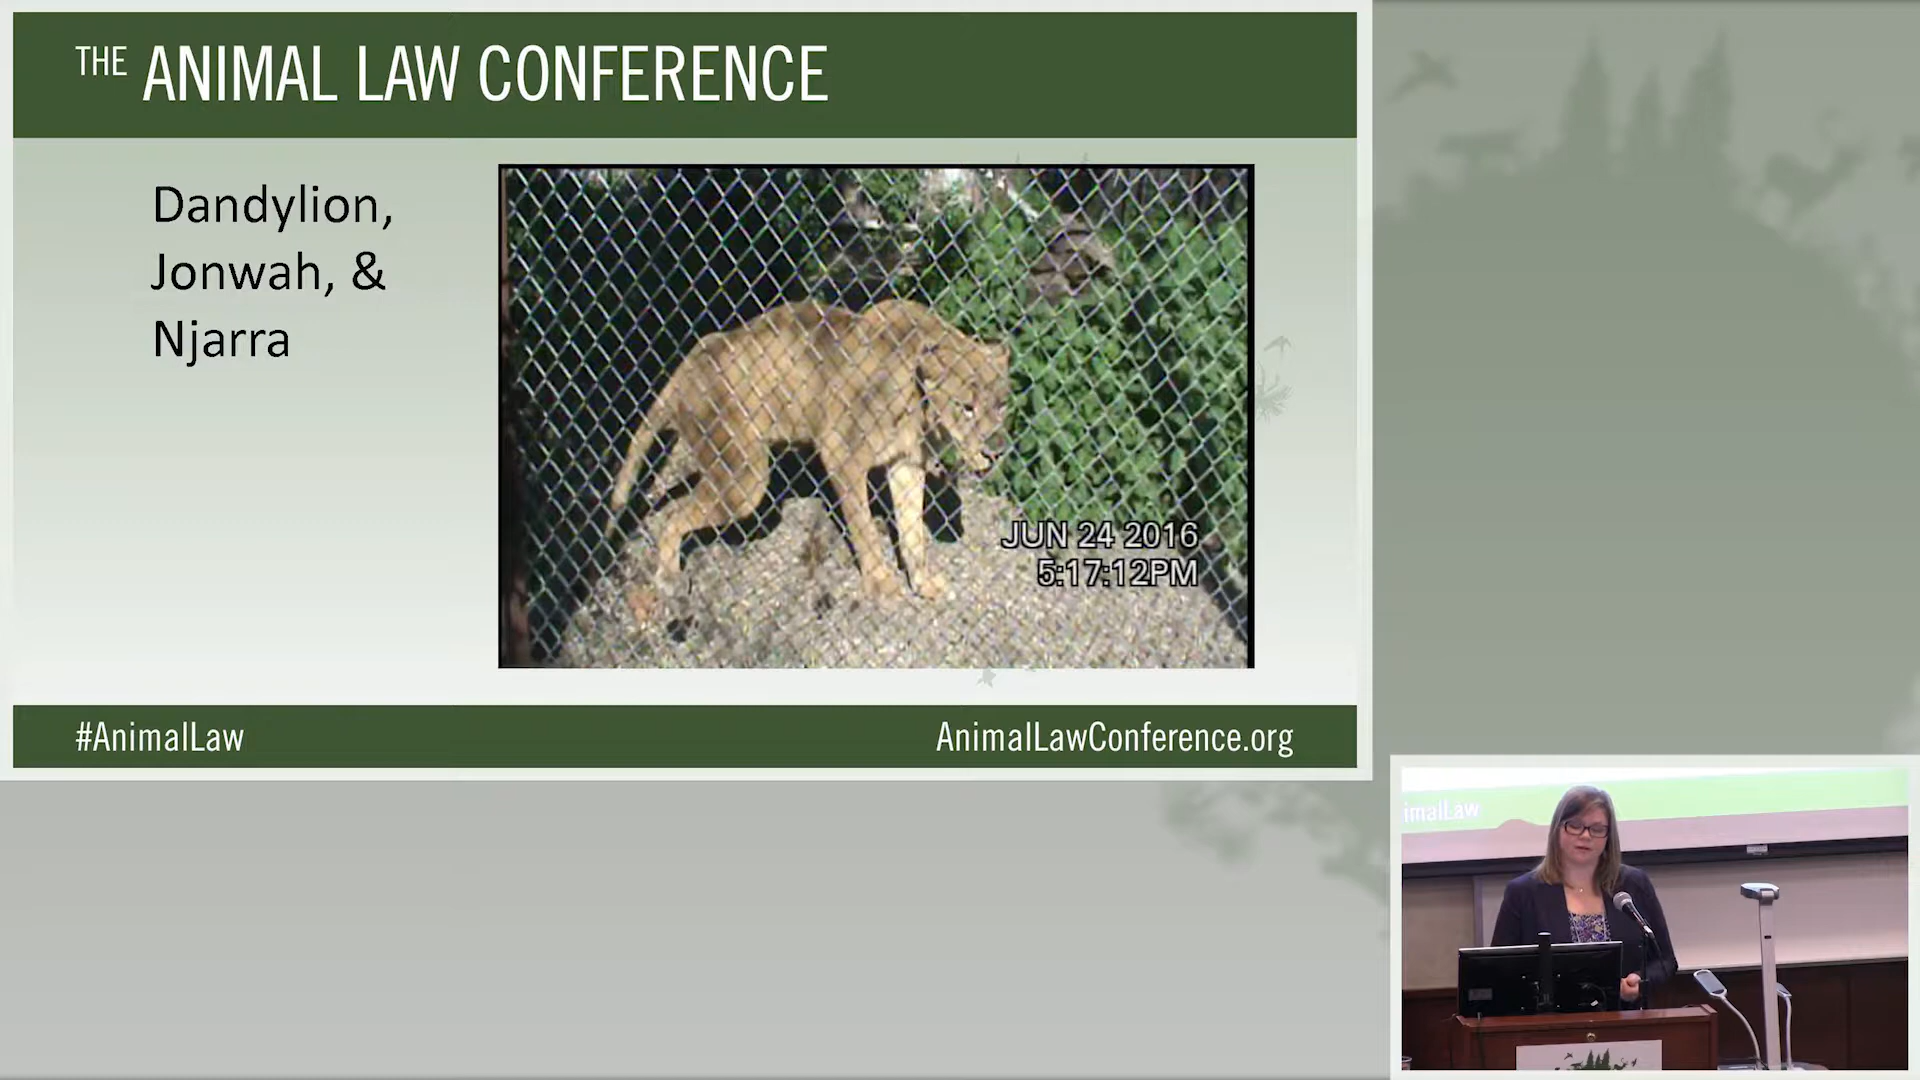 THE ANIMAL LAW CONFERENCE
Dandylion,
Jonwah, &
Njarra
JUN 24 2016
5:17:12PM
#AnimalLaw
AnimalLawConference.org
imalLaw